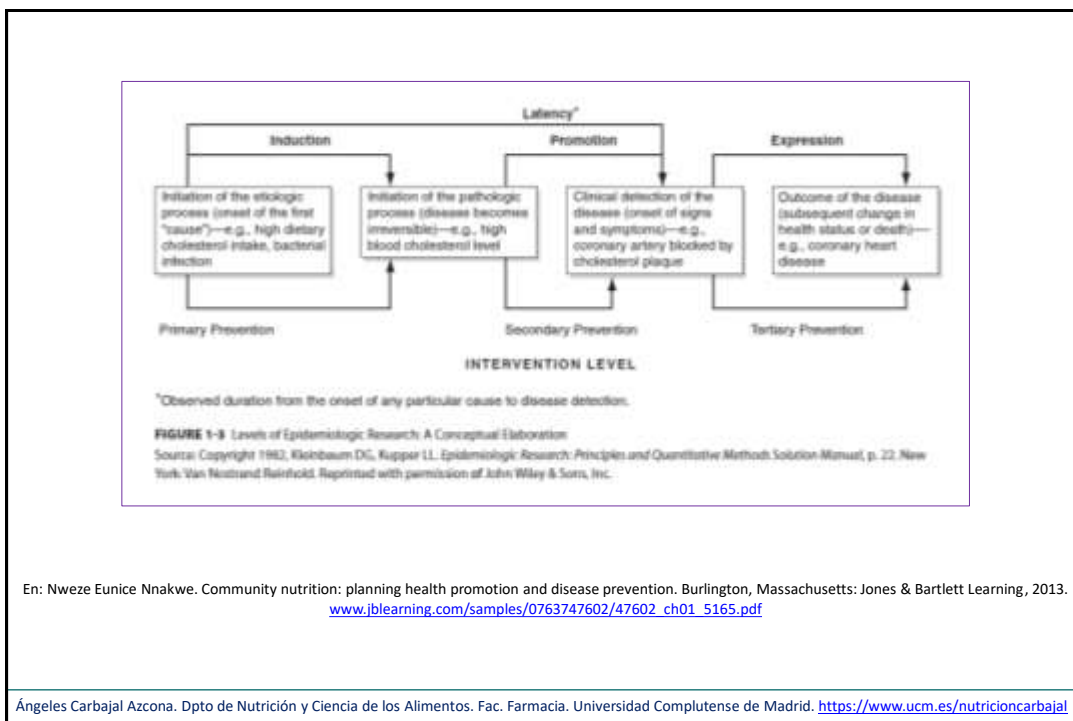 Latency*
Induction
Promotion
Expression
Initiation of the etiologic
process (onset of the first
"cause")—e.g., high dietary
cholesterol intake, bacterial
infection
Initiation of the pathologic
process (disease becomes
irreversible)—e.g., high
blood cholesterol level
Clinical detection of the
disease (onset of signs
and symptoms)—e.g.,
coronary artery blocked by
cholesterol plaque
Outcome of the disease
(subsequent change in
health status or death)—
e.g., coronary heart
disease
Primary Prevention
Secondary Prevention
Tertiary Prevention
INTERVENTION LEVEL
*Observed duration from the onset of any particular cause to disease detection.
FIGURE 1-3 Levels of Epidemiologic Research: A Conceptual Elaboration
Source: Copyright 1982, Kleinbaum DG, Kupper LL. Epidemiologic Research: Principles and Quantitative Methods Solution Manual, p. 22. New
York: Van Nostrand Reinhold. Reprinted with permission of John Wiley & Sons, Inc.
En: Nweze Eunice Nnakwe. Community nutrition: planning health promotion and disease prevention. Burlington, Massachusetts: Jones & Bartlett Learning, 2013.
www.jblearning.com/samples/0763747602/47602_ch01_5165.pdf
Ángeles Carbajal Azcona. Dpto de Nutrición y Ciencia de los Alimentos. Fac. Farmacia. Universidad Complutense de Madrid. https://www.ucm.es/nutricioncarbajal